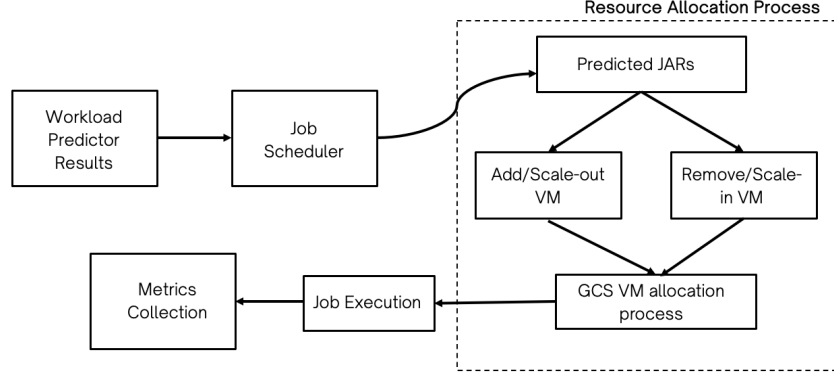 Resource Allocation Process
Predicted JARs
Workload
Predictor
Results
Job
Scheduler
Add/Scale-out
VM
Remove/Scale-
in VM
Metrics
Collection
Job Execution
GCS VM allocation
process